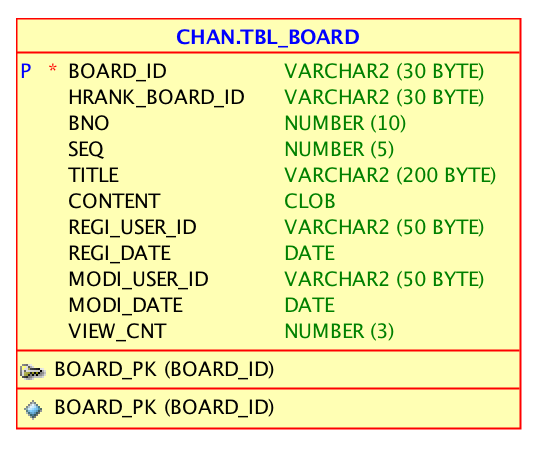 CHAN.TBL_BOARD
P * BOARD_ID VARCHAR2 (30 BYTE)
HRANK_BOARD_ID VARCHAR2 (30 BYTE)
BNO NUMBER (10)
SEQ NUMBER (5)
TITLE VARCHAR2 (200 BYTE)
CONTENT CLOB
REGI_USER_ID VARCHAR2 (50 BYTE)
REGI_DATE DATE
MODI_USER_ID VARCHAR2 (50 BYTE)
MODI_DATE DATE
VIEW_CNT NUMBER (3)
BOARD_PK (BOARD_ID)
BOARD_PK (BOARD_ID)